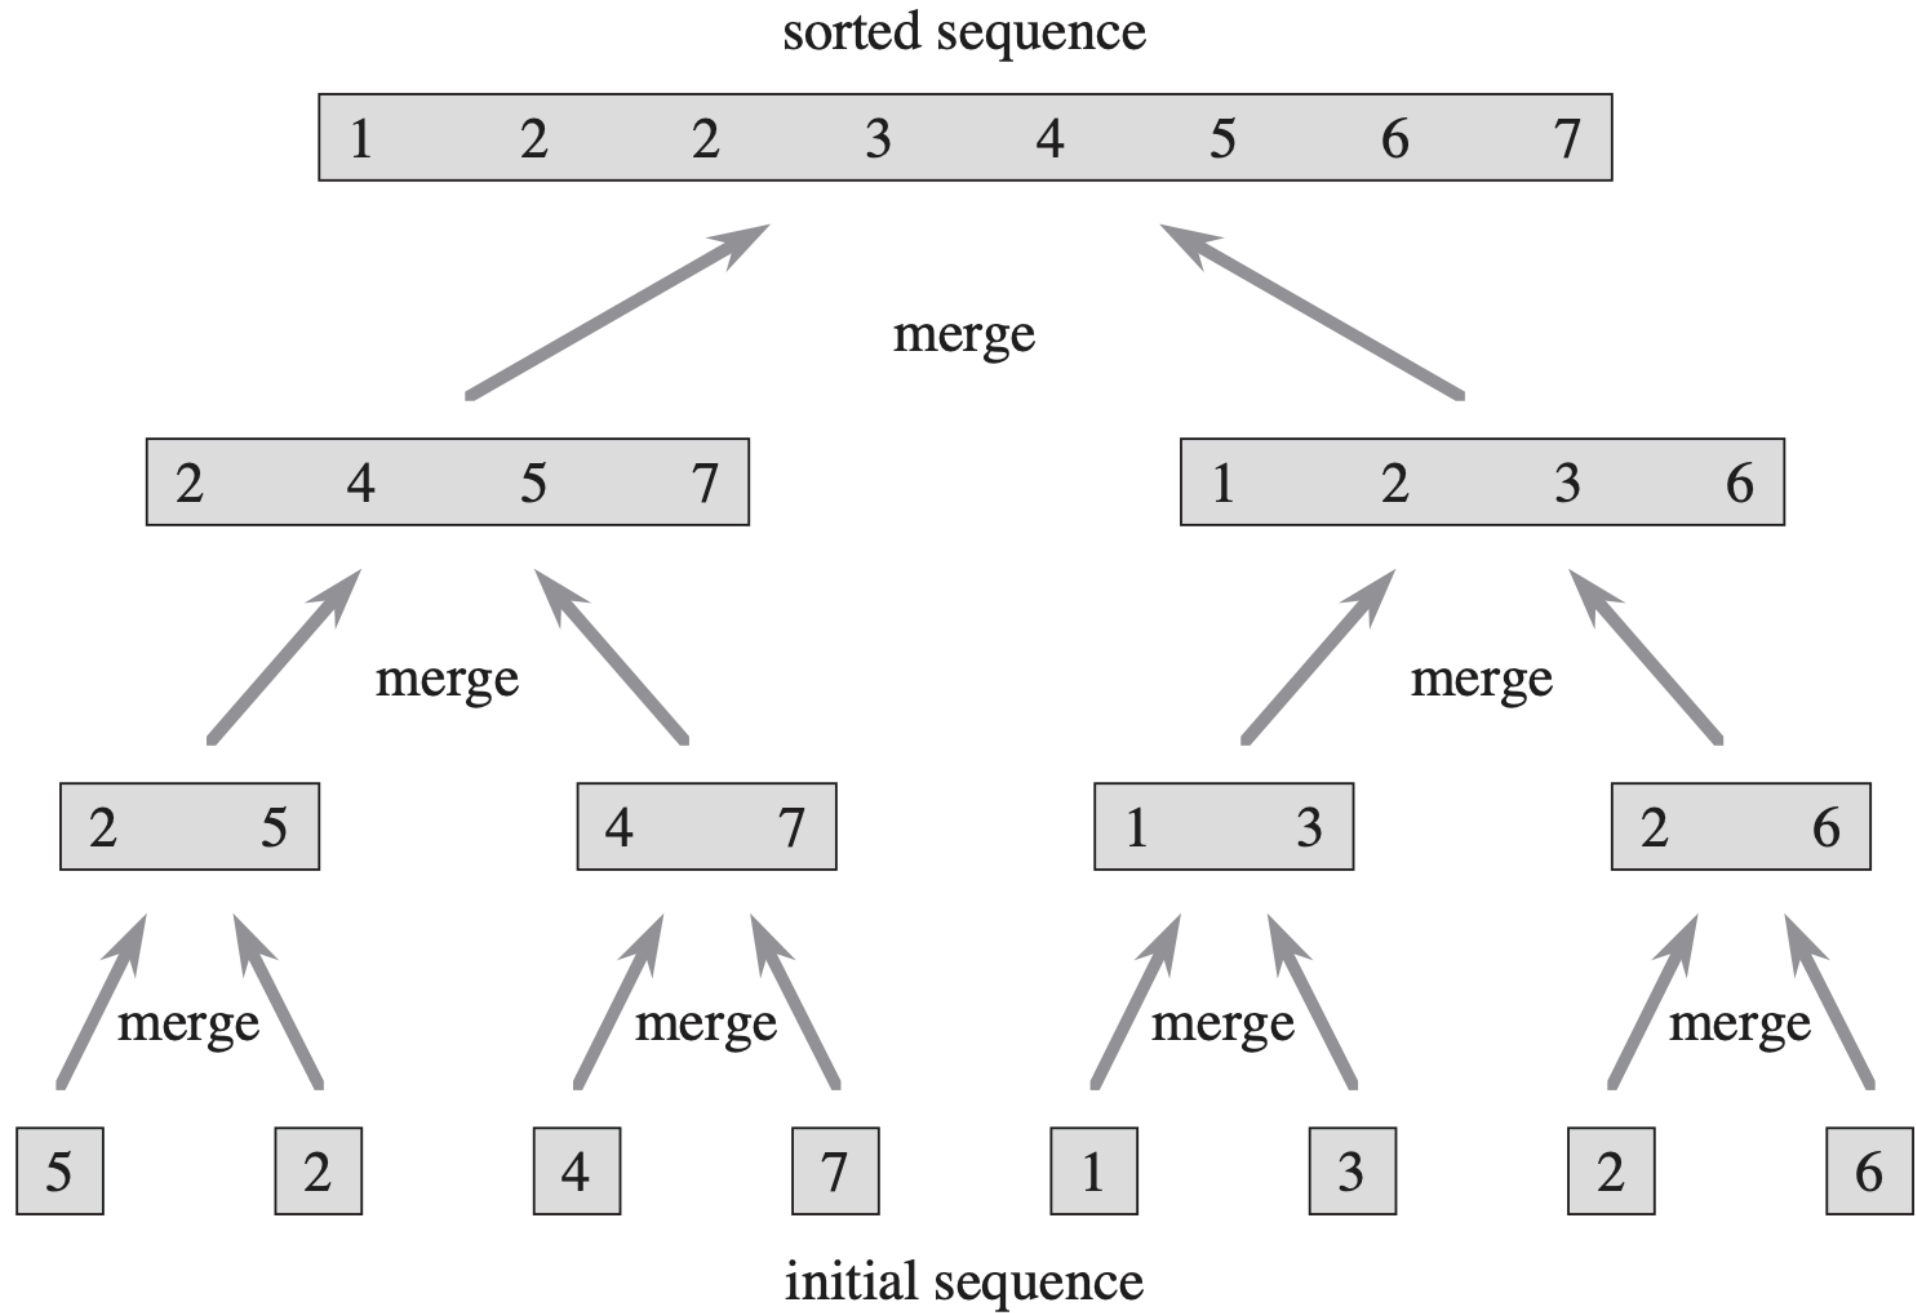 sorted sequence
1 2 2 3 4 5 6 7
merge
2 4 5 7 1 2 3 6
merge merge
2 5 4 7 1 3 2 6
merge merge merge merge
5 2 4 7 1 3 2 6
initial sequence